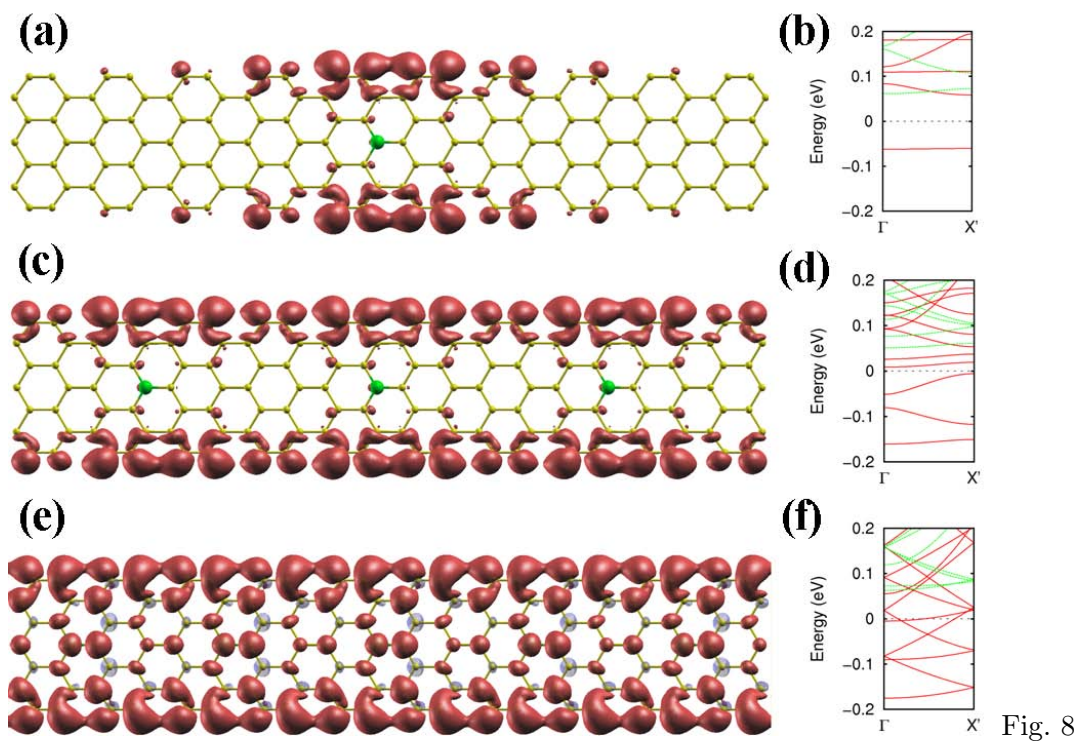 (a)
(b)
0.2
0.1
0
−0.1
−0.2
Energy (eV)
Γ
X'
(c)
(d)
0.2
0.1
0
−0.1
−0.2
Energy (eV)
Γ
X'
(e)
(f)
0.2
0.1
0
−0.1
−0.2
Energy (eV)
Γ
X'
Fig. 8